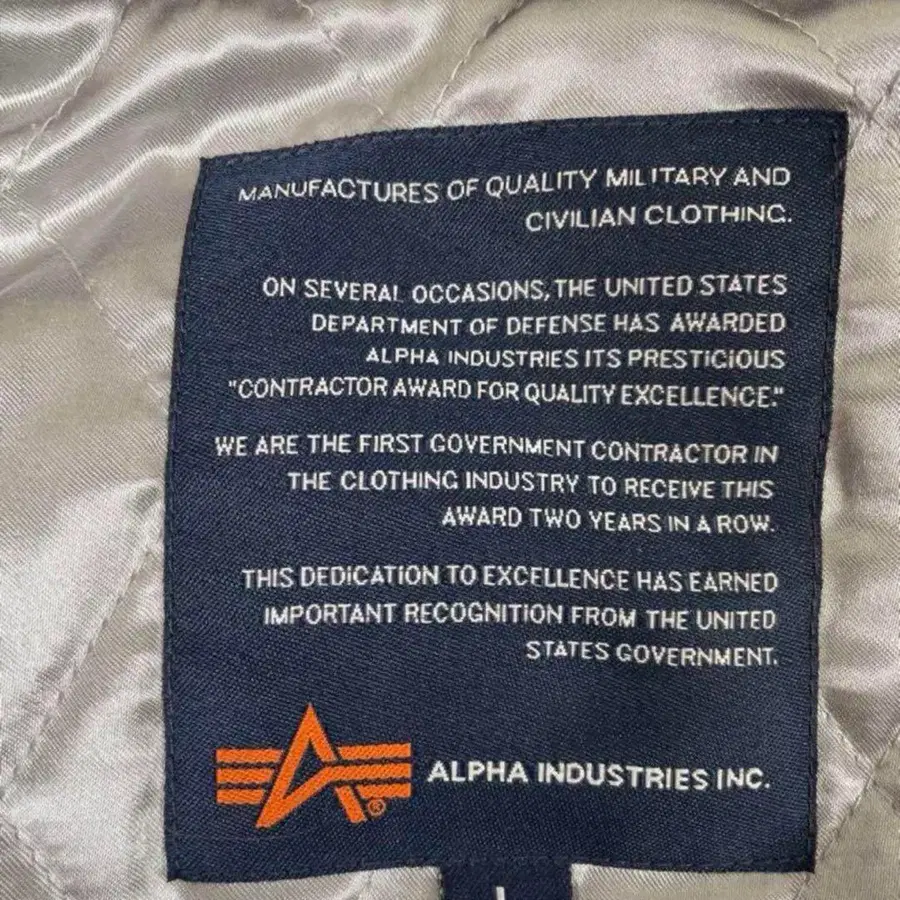 MANUFACTURES OF QUALITY MILITARY AND
CIVILIAN CLOTHING.
ON SEVERAL OCCASIONS, THE UNITED STATES
DEPARTMENT OF DEFENSE HAS AWARDED
ALPHA INDUSTRIES ITS PRESTIGIOUS
"CONTRACTOR AWARD FOR QUALITY EXCELLENCE."
WE ARE THE FIRST GOVERNMENT CONTRACTOR IN
THE CLOTHING INDUSTRY TO RECEIVE THIS
AWARD TWO YEARS IN A ROW.
THIS DEDICATION TO EXCELLENCE HAS EARNED
IMPORTANT RECOGNITION FROM THE UNITED
STATES GOVERNMENT.
® ALPHA INDUSTRIES INC.